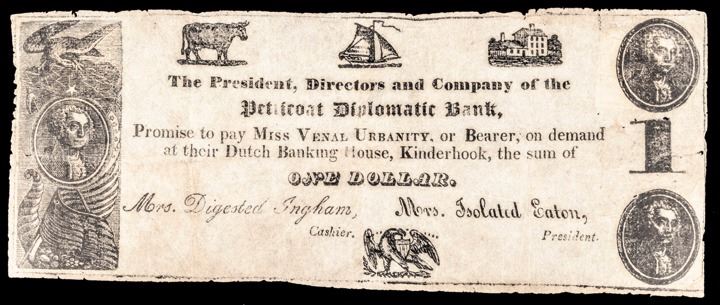 The President, Directors and Company of the
Petticoat Diplomatic Bank,
Promise to pay Miss Venal Urbanity, or Bearer, on demand
at their Dutch Banking House, Kinderhook, the sum of
1
ONE DOLLAR.
Mrs. Digested Ingham, Mrs. Isolated Eaton,
Cashier. President.